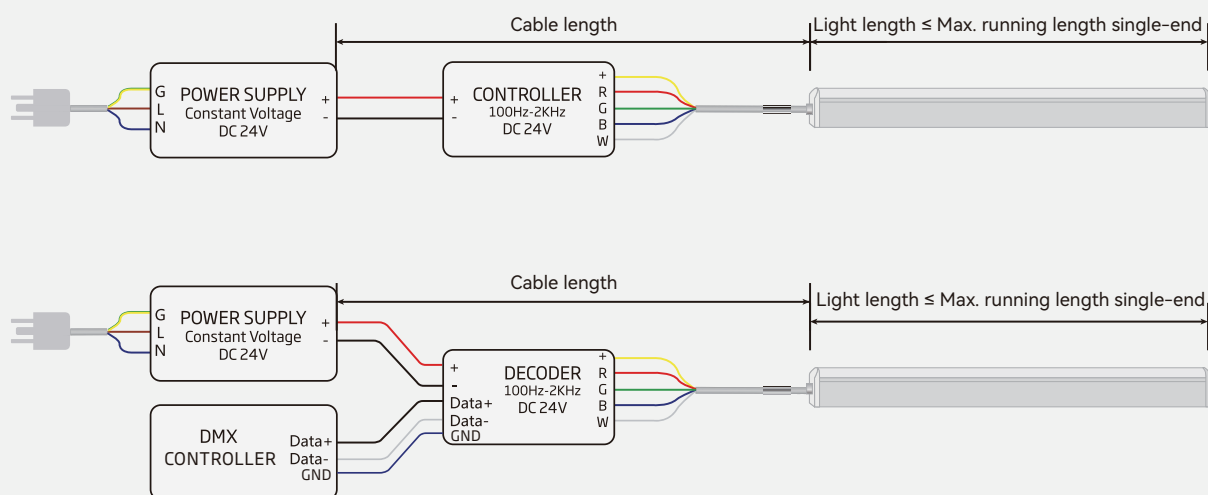 Cable length
Light length ≤ Max. running length single-end
G
L
N
POWER SUPPLY
Constant Voltage
DC 24V
+
-
+
-
CONTROLLER
100Hz-2KHz
DC 24V
+
R
G
B
W
Cable length
Light length ≤ Max. running length single-end
G
L
N
POWER SUPPLY
Constant Voltage
DC 24V
+
-
+
-
Data+
Data-
GND
DECODER
100Hz-2KHz
DC 24V
+
R
G
B
W
DMX
CONTROLLER
Data+
Data-
GND